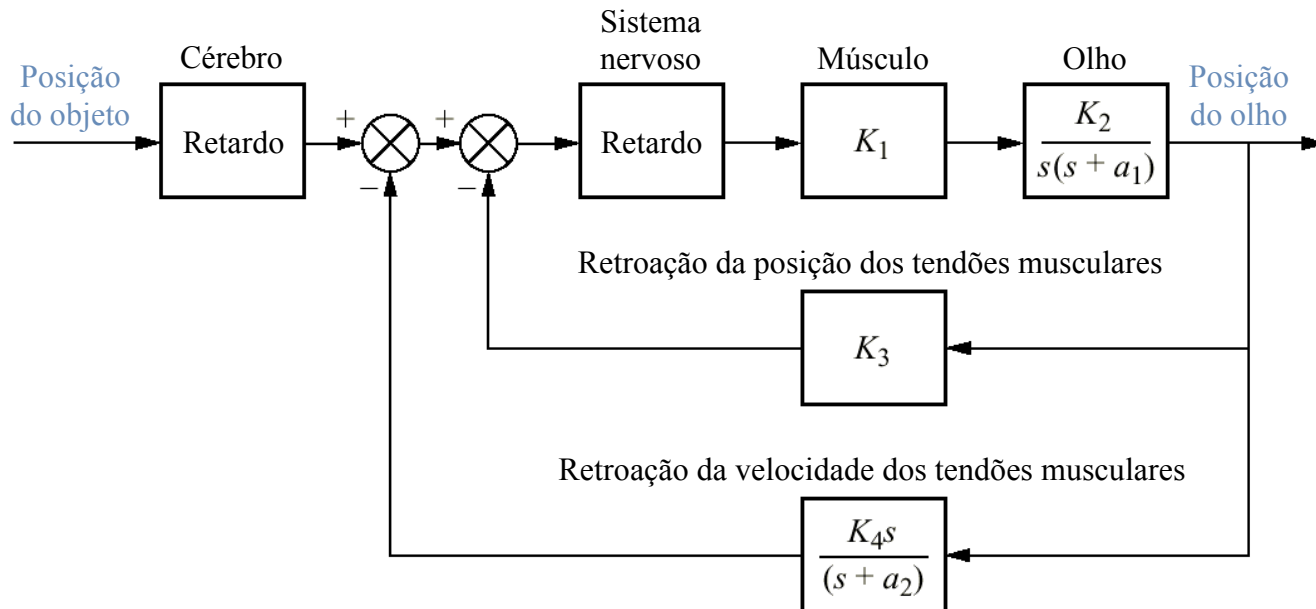 Sistema
nervoso
Cérebro
Músculo
Olho
Posição
do objeto
Posição
do olho
Retardo
+
−
+
−
Retardo
K₁
K₂
s(s + a₁)
Retroação da posição dos tendões musculares
K₃
Retroação da velocidade dos tendões musculares
K₄s
(s + a₂)